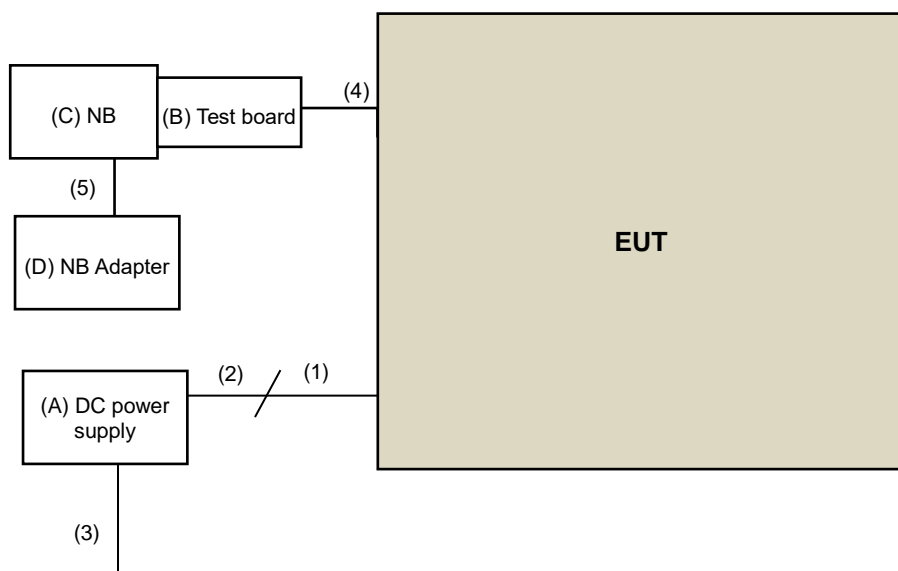 (4)
(C) NB
(B) Test board
(5)
(D) NB Adapter
EUT
(2)
(1)
(A) DC power
supply
(3)